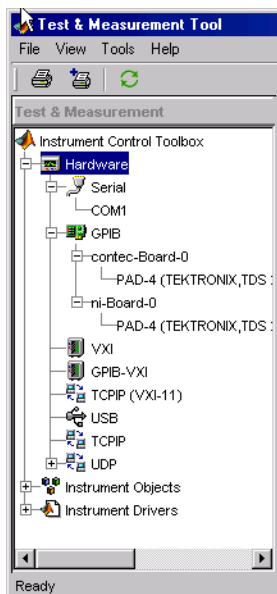 Test & Measurement Tool
File View Tools Help
Test & Measurement
Instrument Control Toolbox
Hardware
Serial
COM1
GPIB
contec-Board-0
PAD-4 (TEKTRONIX,TDS
ni-Board-0
PAD-4 (TEKTRONIX,TDS
VXI
GPIB-VXI
TCPIP (VXI-11)
USB
TCPIP
UDP
Instrument Objects
Instrument Drivers
Ready